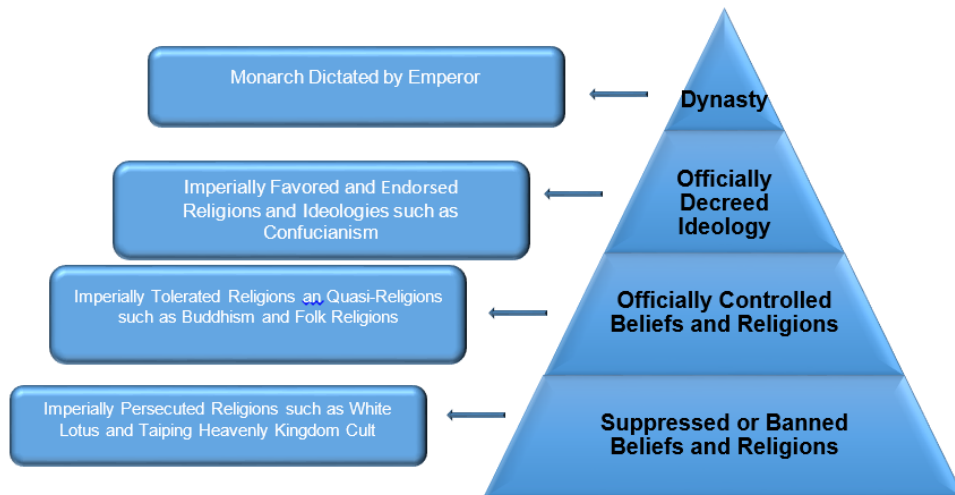 Monarch Dictated by Emperor
Dynasty
Imperially Favored and Endorsed
Religions and Ideologies such as
Confucianism
Officially
Decreed
Ideology
Imperially Tolerated Religions an Quasi-Religions
such as Buddhism and Folk Religions
Officially Controlled
Beliefs and Religions
Imperially Persecuted Religions such as White
Lotus and Taiping Heavenly Kingdom Cult
Suppressed or Banned
Beliefs and Religions